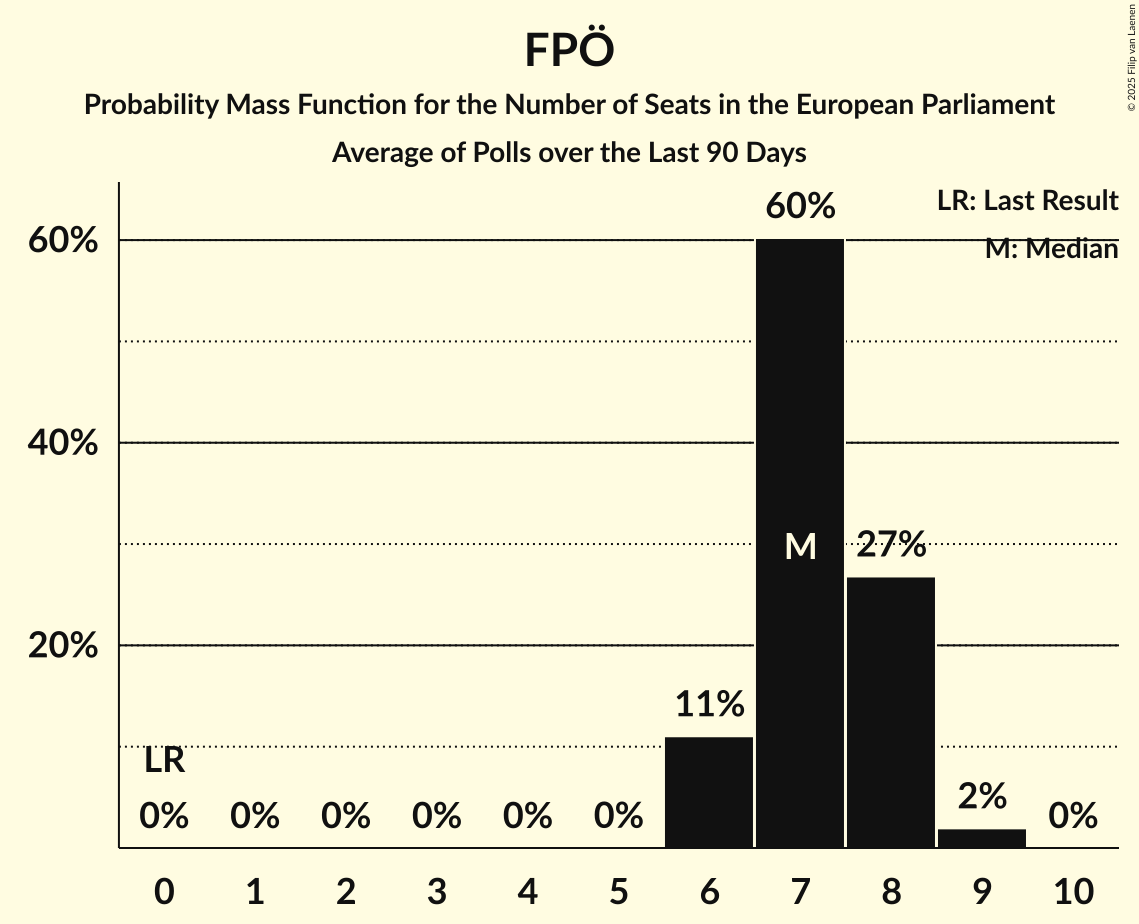 FPÖ
Probability Mass Function for the Number of Seats in the European Parliament
Average of Polls over the Last 90 Days
© 2025 Filip van Laenen
LR: Last Result
M: Median
60%
40%
20%
LR
0%
0%
0%
0%
0%
0%
11%
60%
M
27%
2%
0%
0 1 2 3 4 5 6 7 8 9 10